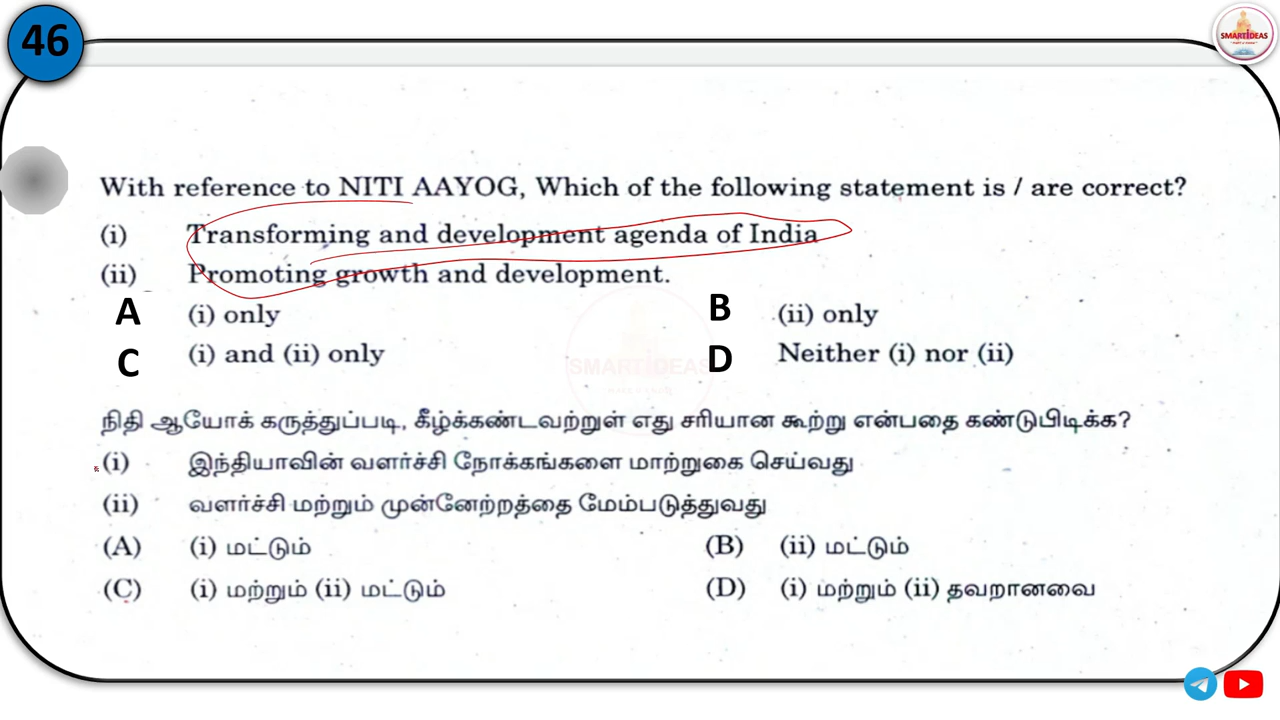 46
SMARTIDEAS
With reference to NITI AAYOG, Which of the following statement is / are correct?
(i) Transforming and development agenda of India
(ii) Promoting growth and development.
A (i) only B (ii) only
C (i) and (ii) only D Neither (i) nor (ii)
SMARTIDEAS
நிதி ஆயோக் கருத்துப்படி, கீழ்க்கண்டவற்றுள் எது சரியான கூற்று என்பதை கண்டுபிடிக்க?
(i) இந்தியாவின் வளர்ச்சி நோக்கங்களை மாற்றுகை செய்வது
(ii) வளர்ச்சி மற்றும் முன்னேற்றத்தை மேம்படுத்துவது
(A) (i) மட்டும் (B) (ii) மட்டும்
(C) (i) மற்றும் (ii) மட்டும் (D) (i) மற்றும் (ii) தவறானவை